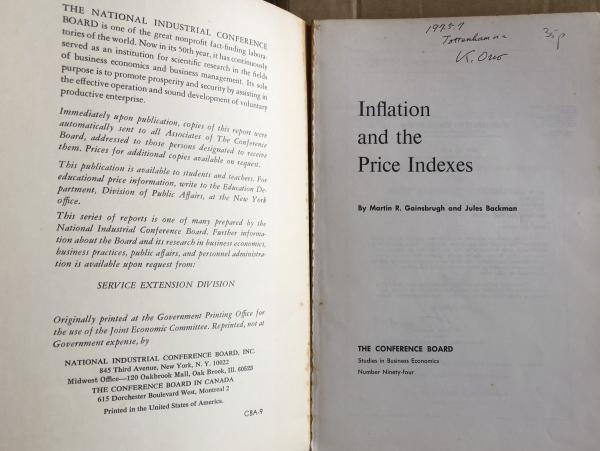 THE NATIONAL INDUSTRIAL CONFERENCE
BOARD is one of the great nonprofit fact-finding labora-
tories of the world. Now in its 50th year, it has continuously
served as an institution for scientific research in the fields
of business economics and business management. Its sole
purpose is to promote prosperity and security by assisting in
the effective operation and sound development of voluntary
productive enterprise.
Immediately upon publication, copies of this report were
automatically sent to all Associates of The Conference
Board, addressed to those persons designated to receive
them. Prices for additional copies available on request.
This publication is available to students and teachers. For
educational price information, write to the Education De-
partment, Division of Public Affairs, at the New York
office.
This series of reports is one of many prepared by the
National Industrial Conference Board. Further informa-
tion about the Board and its research in business economics,
business practices, public affairs, and personnel administra-
tion is available upon request from:
SERVICE EXTENSION DIVISION
Originally printed at the Government Printing Office for
the use of the Joint Economic Committee. Reprinted, not at
Government expense, by
NATIONAL INDUSTRIAL CONFERENCE BOARD, INC.
845 Third Avenue, New York, N. Y. 10022
Midwest Office—120 Oakbrook Mall, Oak Brook, Ill. 60523
THE CONFERENCE BOARD IN CANADA
615 Dorchester Boulevard West, Montreal 2
Printed in the United States of America.
CBA-9
1975.7
35p
K. Ono
Inflation
and the
Price Indexes
By Martin R. Gainsbrugh and Jules Backman
THE CONFERENCE BOARD
Studies in Business Economics
Number Ninety-four